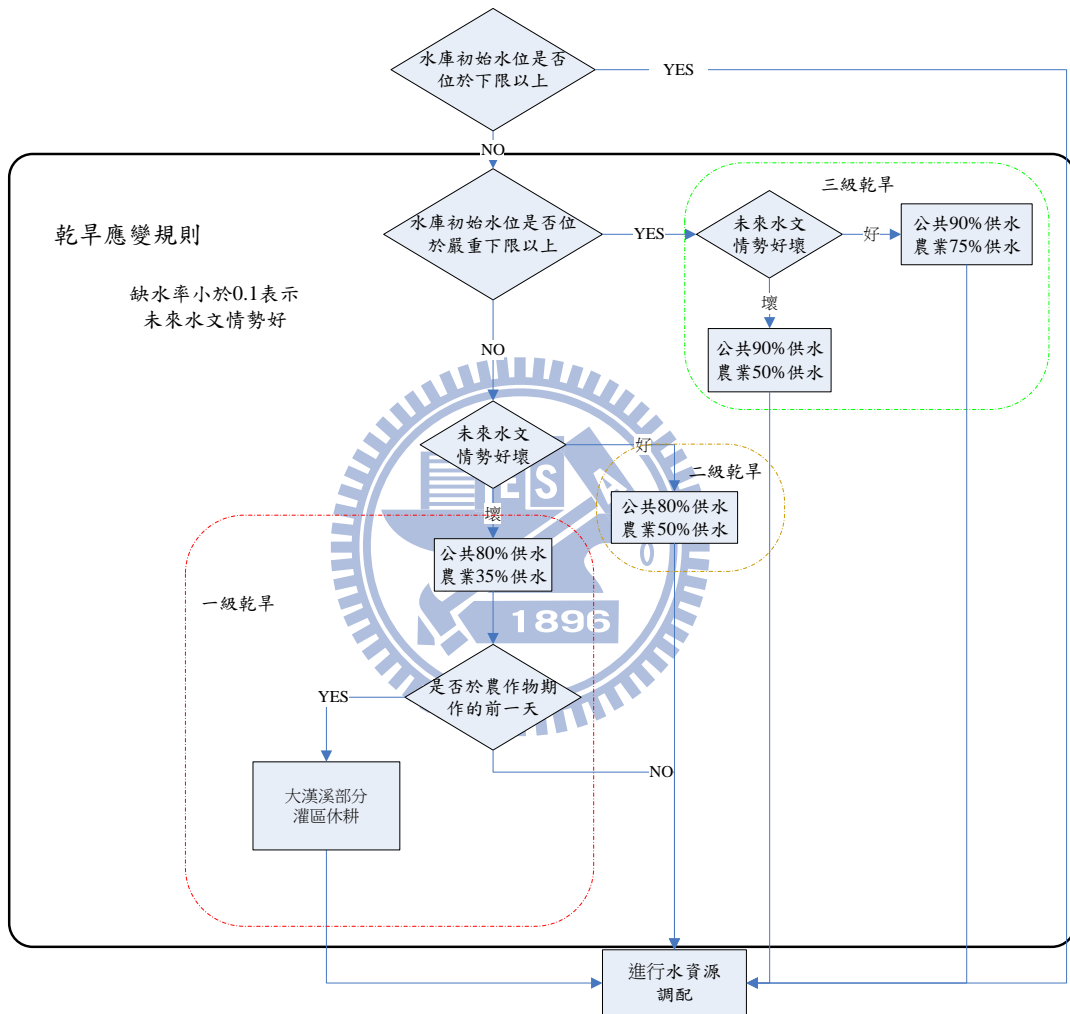 水庫初始水位是否
位於下限以上
YES
NO
三級乾旱
水庫初始水位是否位
於嚴重下限以上
YES
未來水文
情勢好壞
好
公共90%供水
農業75%供水
乾旱應變規則
缺水率小於0.1表示
未來水文情勢好
壞
公共90%供水
農業50%供水
NO
未來水文
情勢好壞
好
二級乾旱
公共80%供水
農業50%供水
壞
公共80%供水
農業35%供水
一級乾旱
ES
1896
是否於農作物期
作的前一天
YES
NO
大漢溪部分
灌區休耕
進行水資源
調配